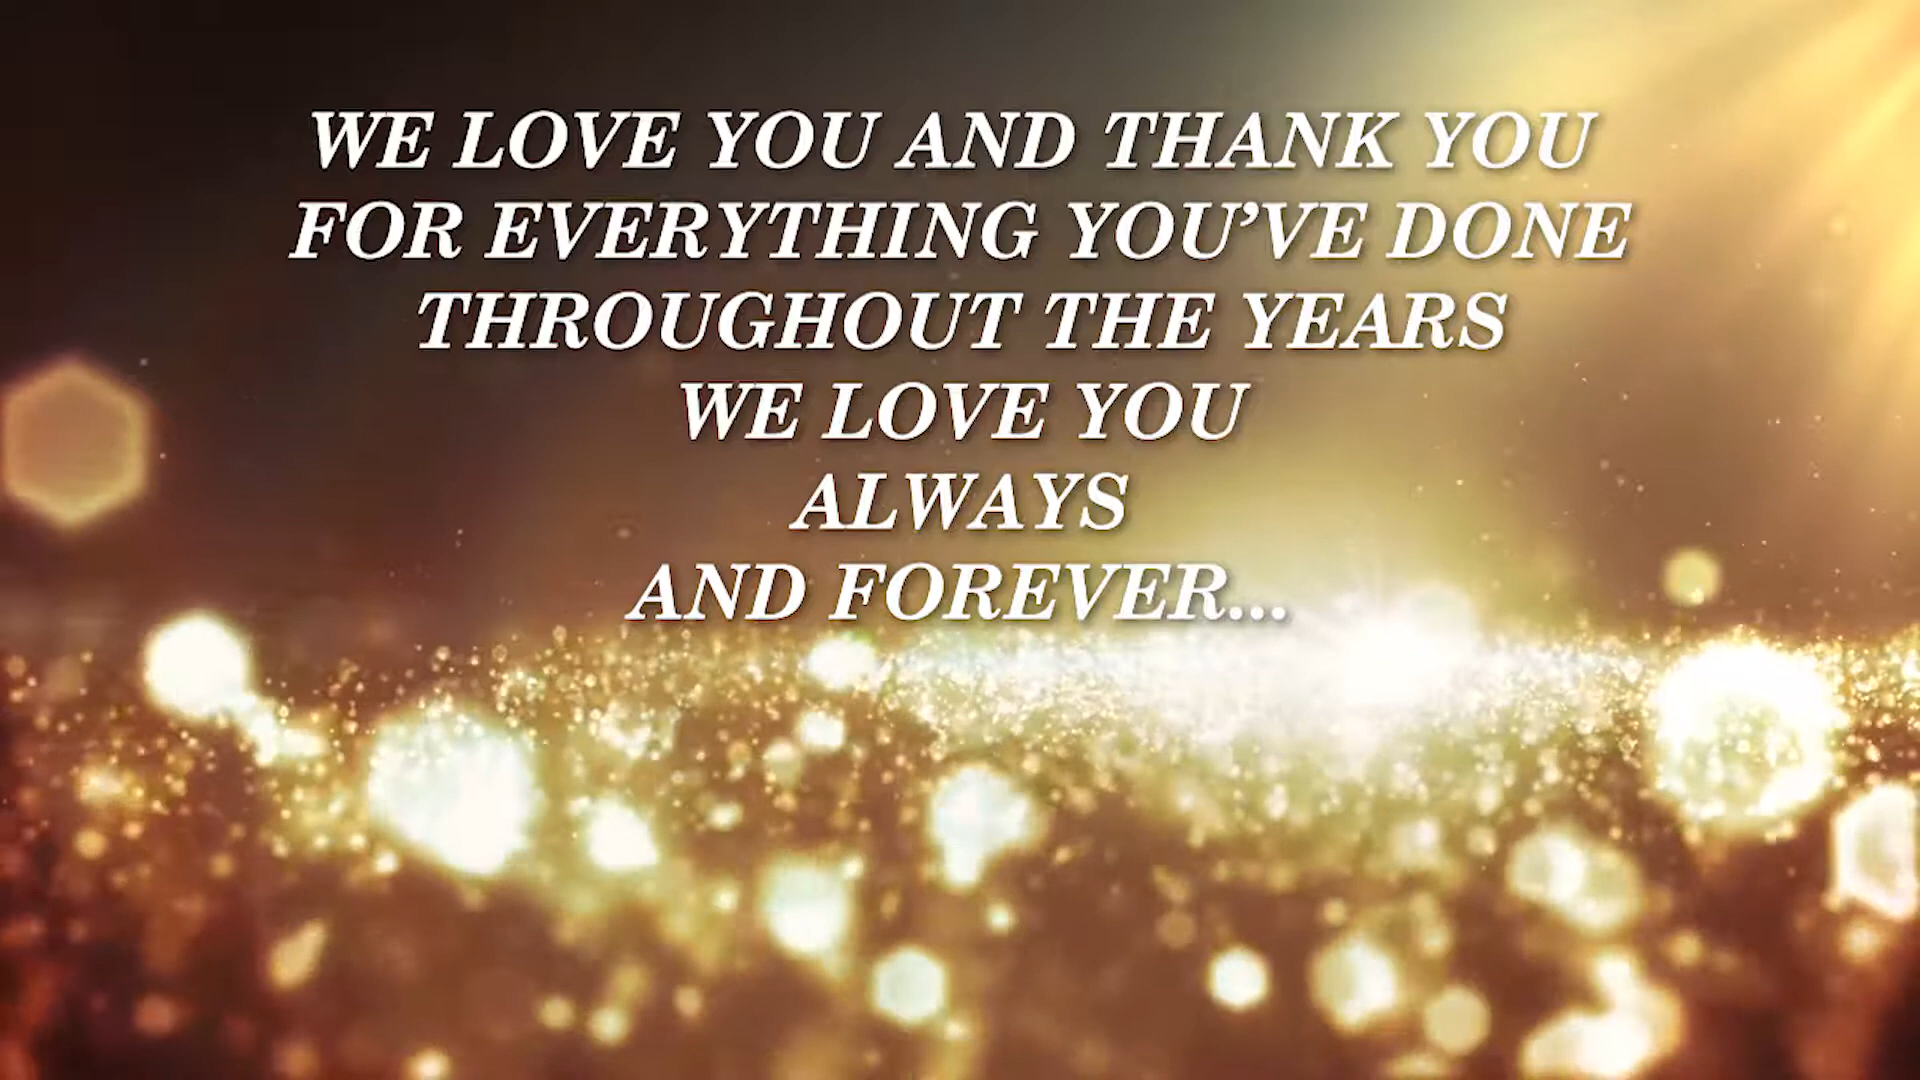 WE LOVE YOU AND THANK YOU
FOR EVERYTHING YOU’VE DONE
THROUGHOUT THE YEARS
WE LOVE YOU
ALWAYS
AND FOREVER...